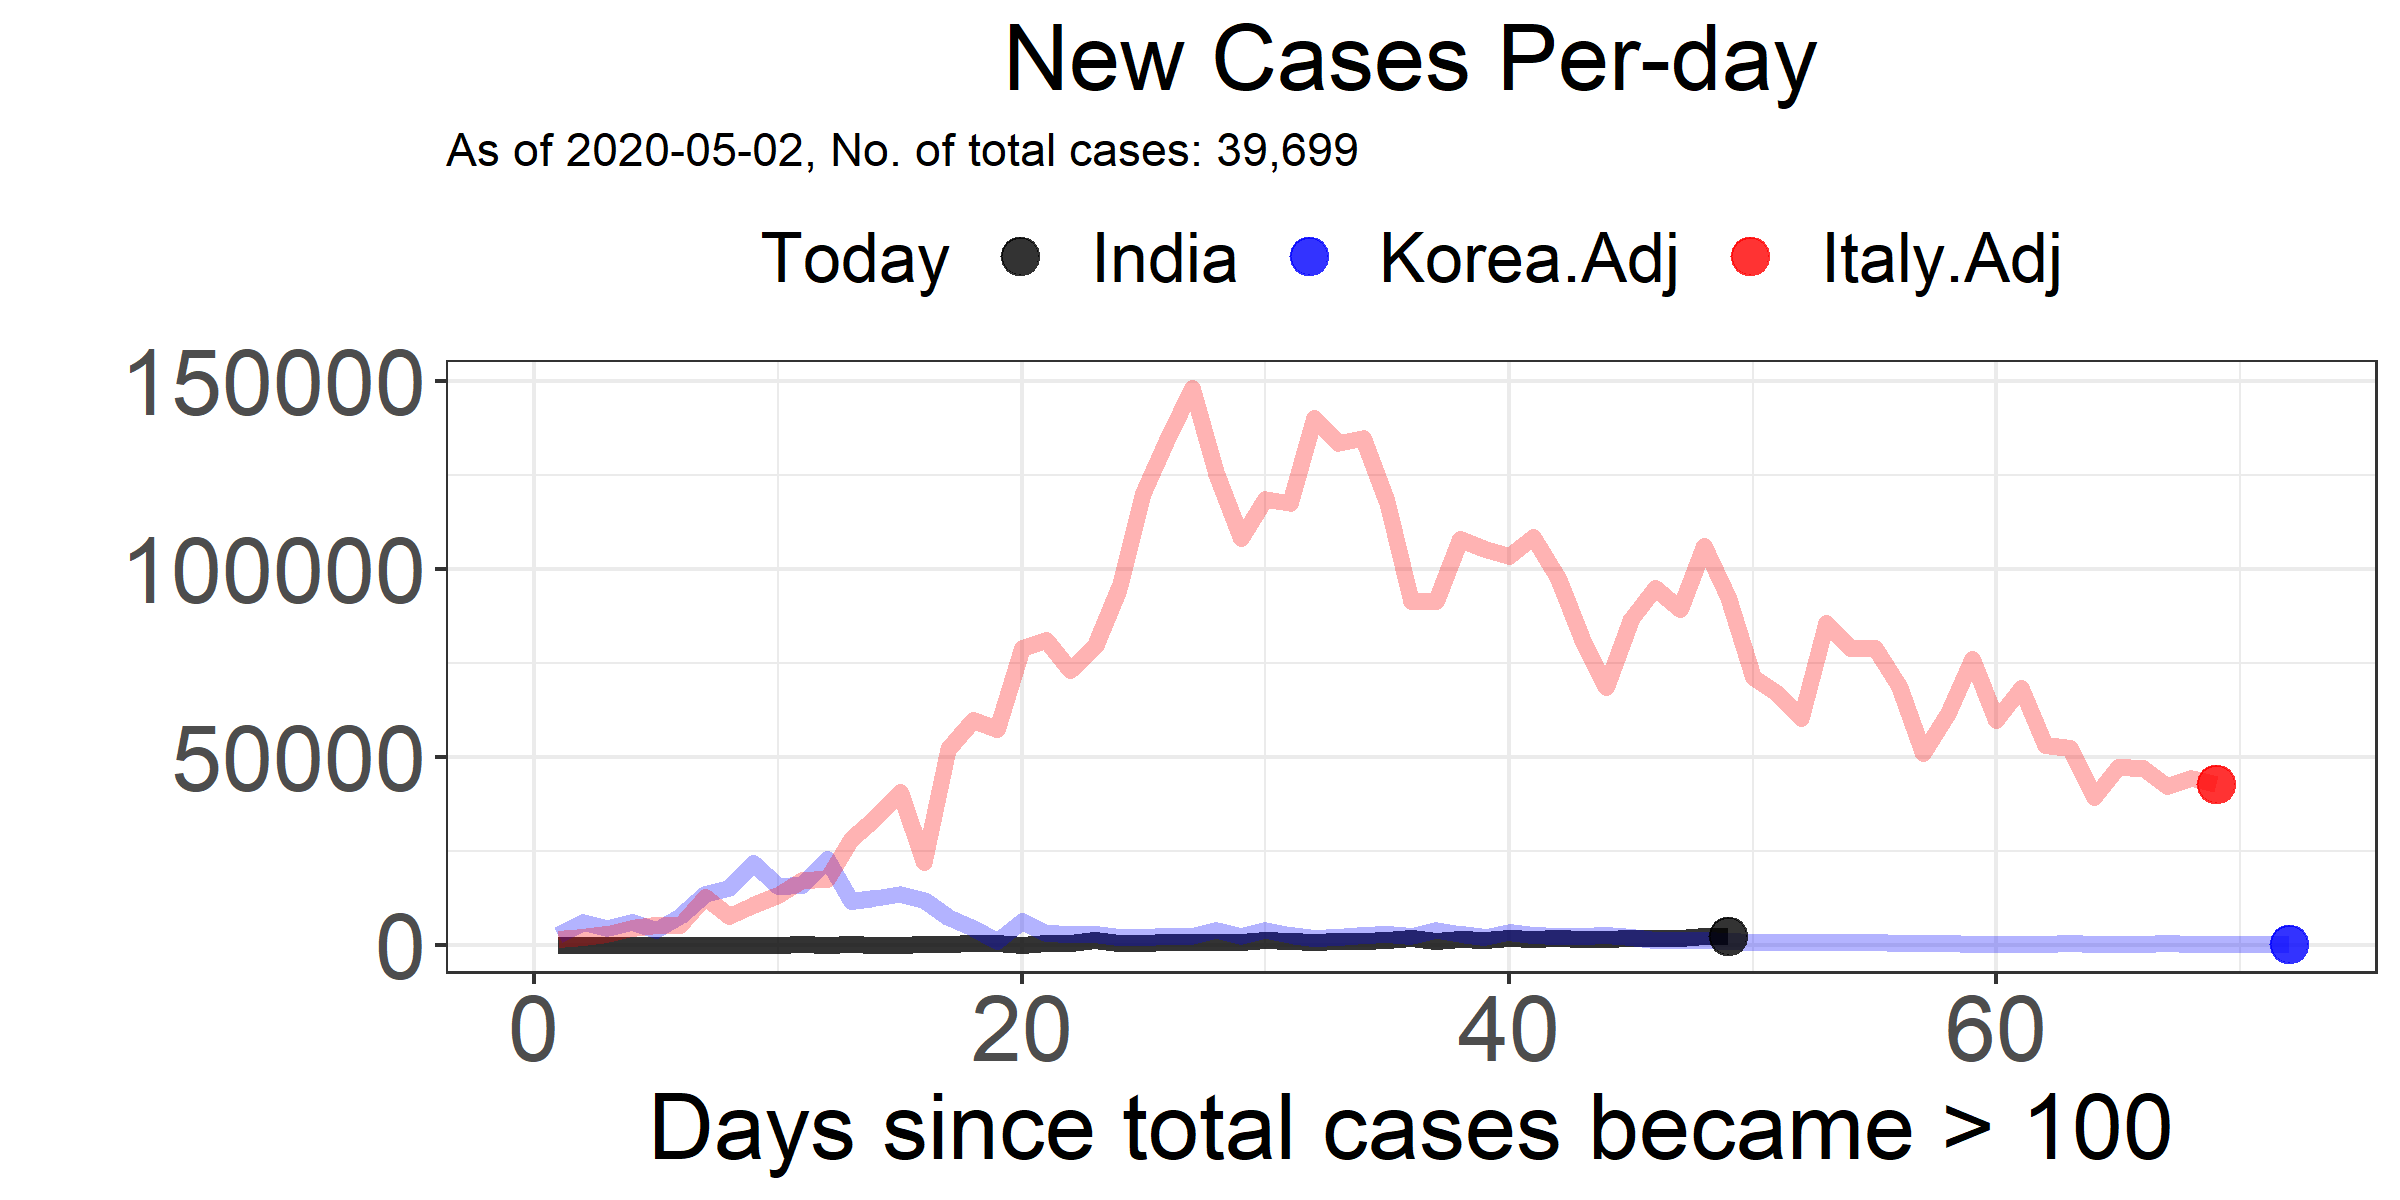 New Cases Per-day
As of 2020-05-02, No. of total cases: 39,699
Today India Korea.Adj Italy.Adj
150000
100000
50000
0
0 20 40 60
Days since total cases became > 100